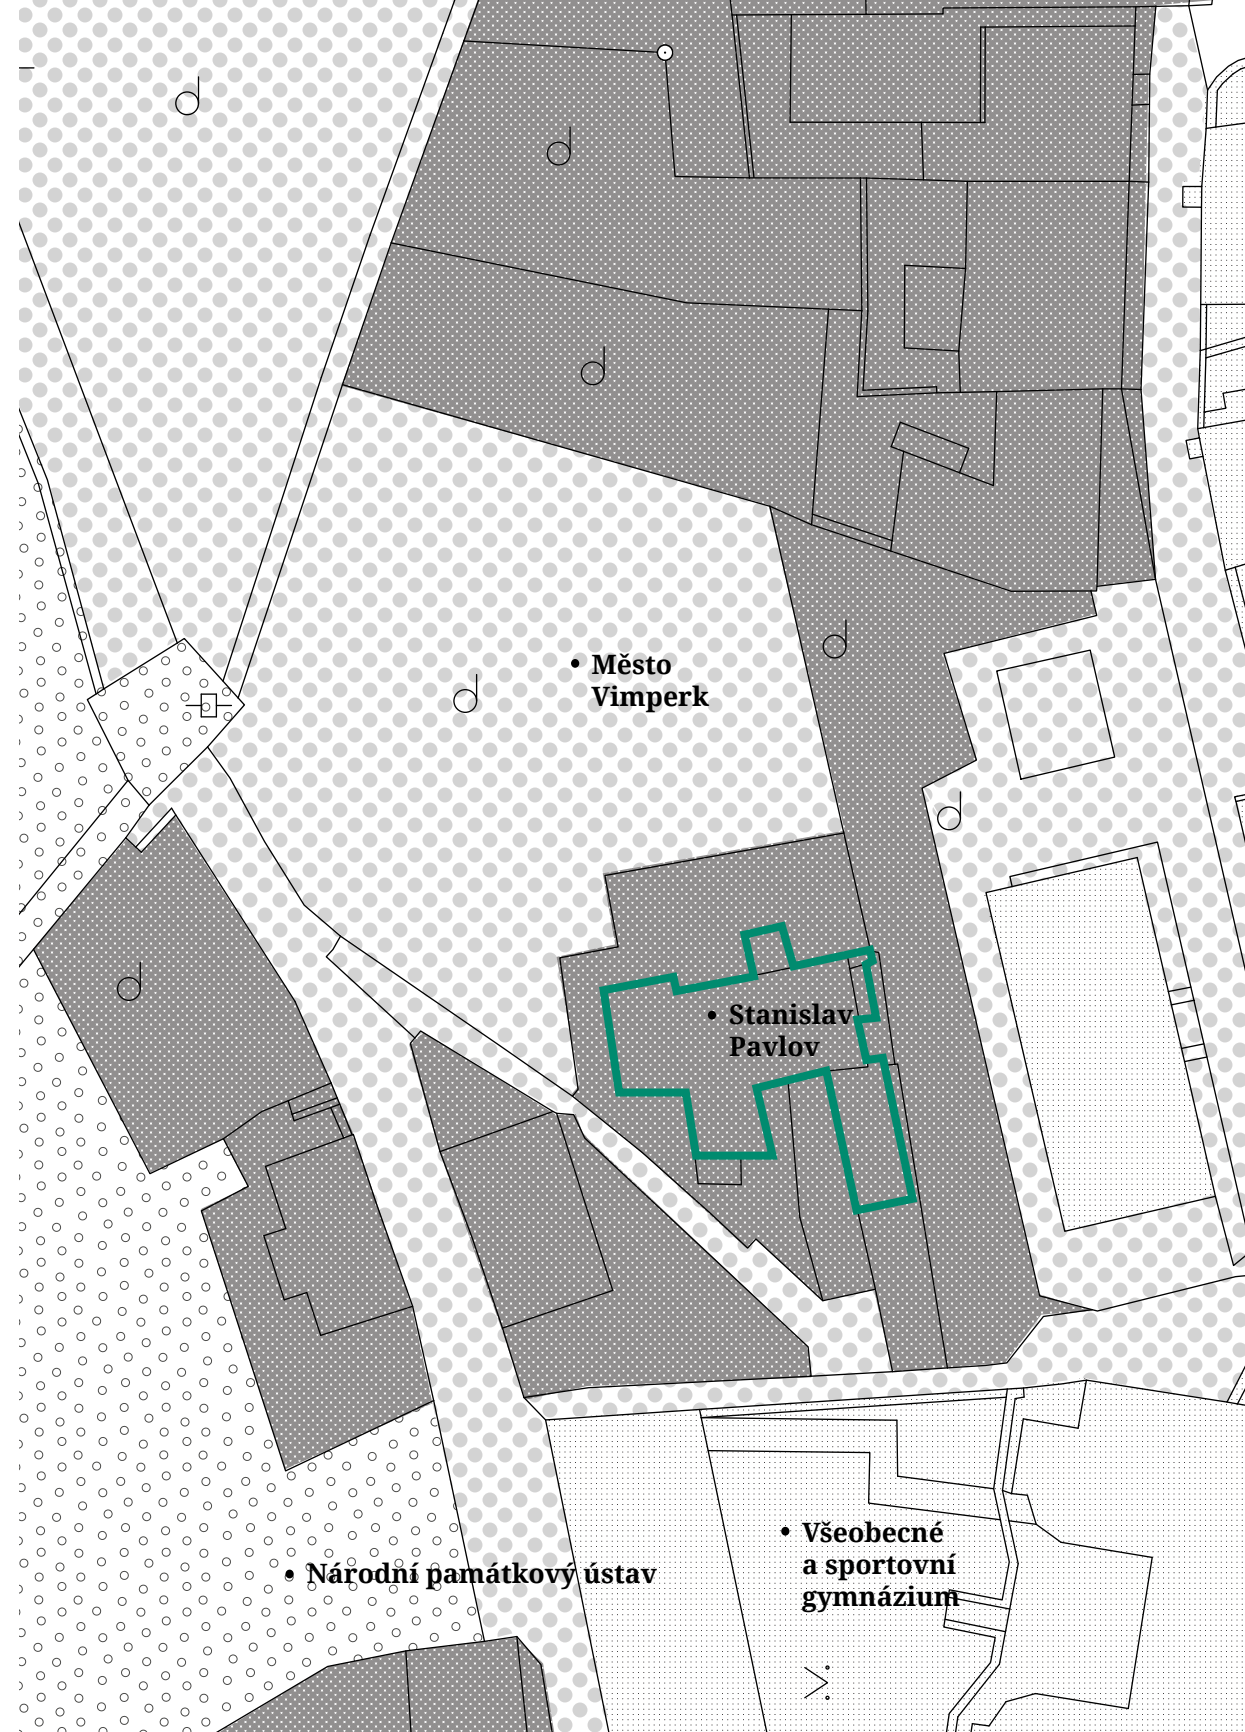 Město
Vimperk
Stanislav
Pavlov
Všeobecné
a sportovní
gymnázium
Národní památkový ústav